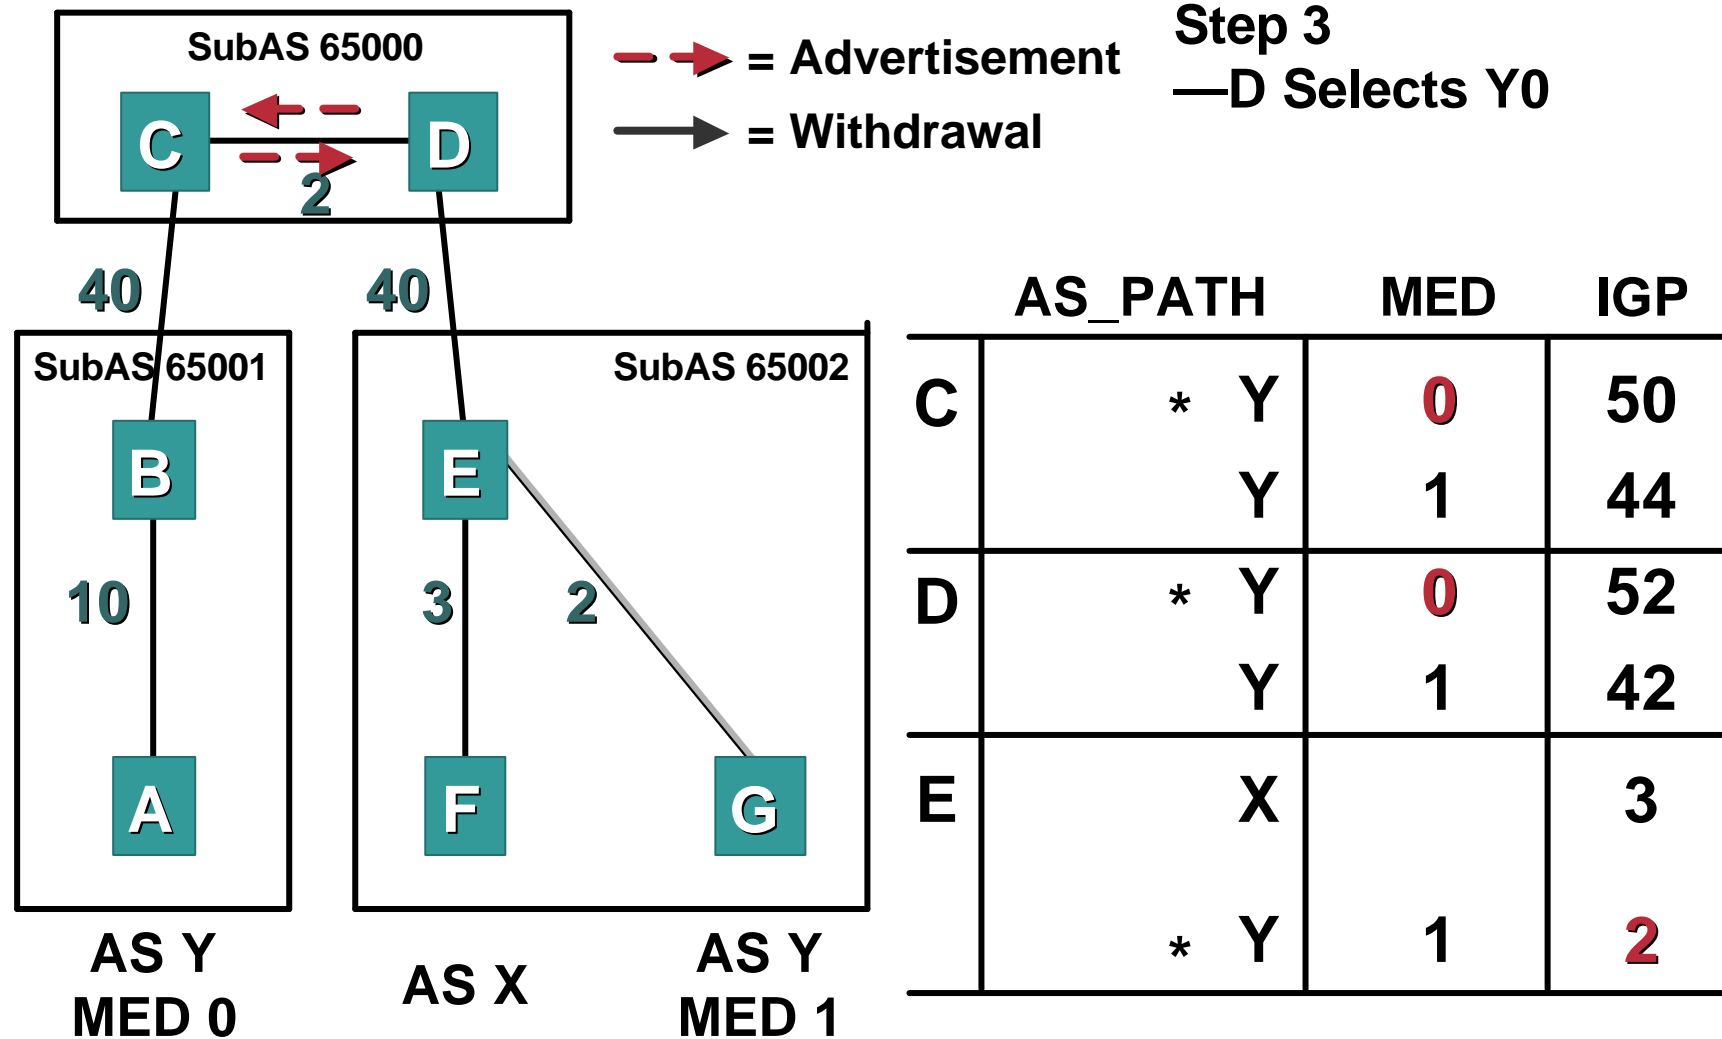 Step 3
—D Selects Y0
= Advertisement
= Withdrawal
SubAS 65000
C
D
2
40
40
SubAS 65001
SubAS 65002
B
E
10
3
2
A
F
G
AS Y
MED 0
AS X
AS Y
MED 1
AS_PATH MED IGP
C * Y 0 50
Y 1 44
D * Y 0 52
Y 1 42
E X 3
* Y 1 2